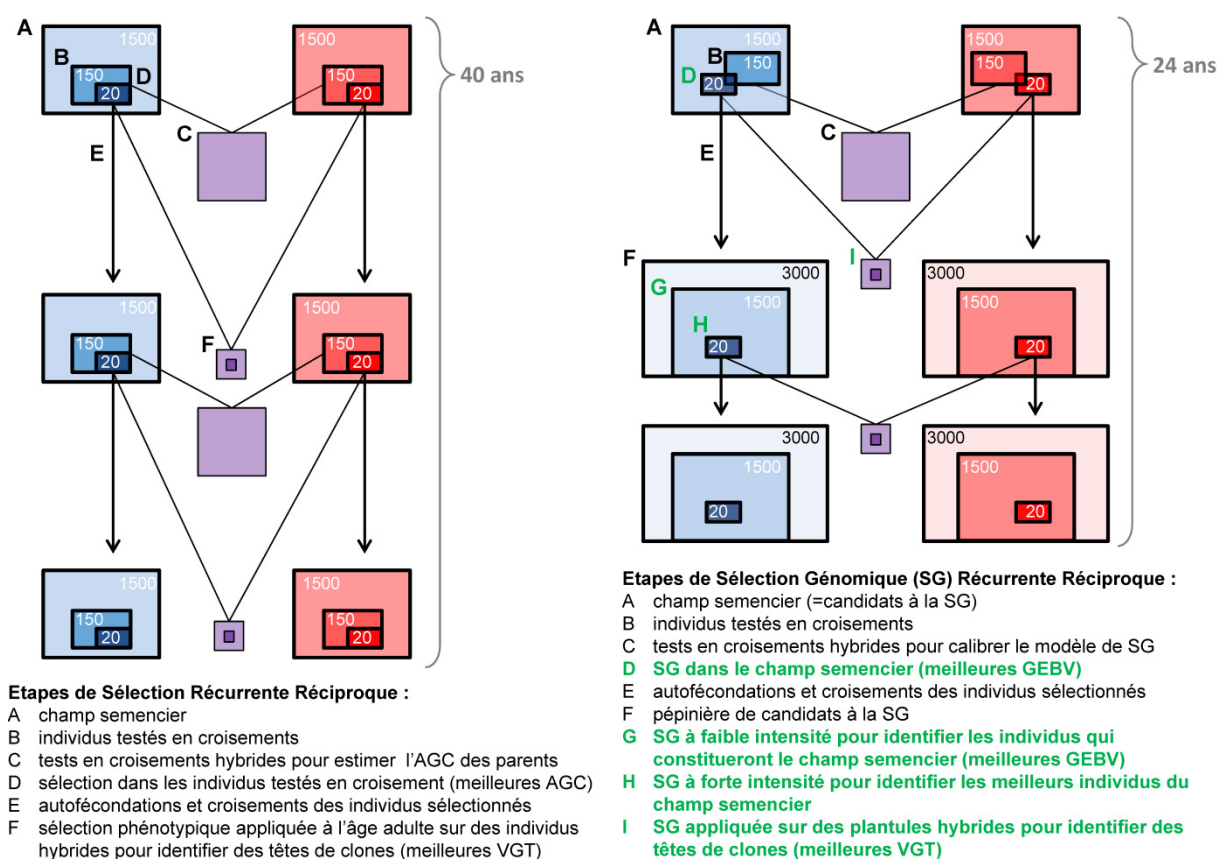 A
1500
B
150
D
20
1500
150
20
40 ans
C
E
1500
150
20
1500
150
20
F
1500
150
20
1500
150
20
Etapes de Sélection Récurrente Réciproque :
A champ semencier
B individus testés en croisements
C tests en croisements hybrides pour estimer l'AGC des parents
D sélection dans les individus testés en croisement (meilleures AGC)
E autofécondations et croisements des individus sélectionnés
F sélection phénotypique appliquée à l'âge adulte sur des individus
hybrides pour identifier des têtes de clones (meilleures VGT)
A
1500
B
150
D
20
1500
150
20
24 ans
C
E
F
3000
G
1500
H
20
I
3000
1500
20
3000
1500
20
3000
1500
20
Etapes de Sélection Génomique (SG) Récurrente Réciproque :
A champ semencier (=candidats à la SG)
B individus testés en croisements
C tests en croisements hybrides pour calibrer le modèle de SG
D SG dans le champ semencier (meilleures GEBV)
E autofécondations et croisements des individus sélectionnés
F pépinière de candidats à la SG
G SG à faible intensité pour identifier les individus qui
constitueront le champ semencier (meilleures GEBV)
H SG à forte intensité pour identifier les meilleurs individus du
champ semencier
I SG appliquée sur des plantules hybrides pour identifier des
têtes de clones (meilleures VGT)